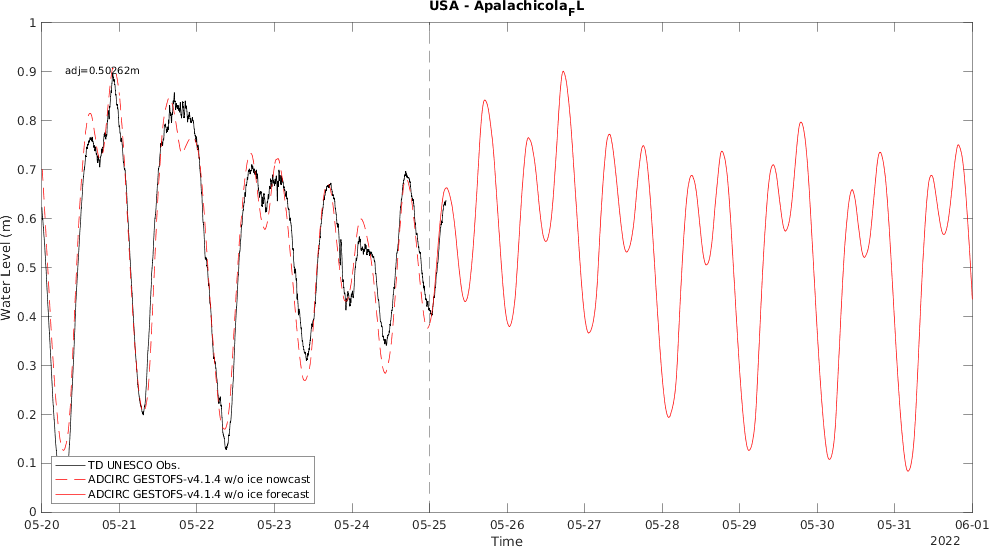 USA - Apalachicola_FL
adj=0.50262m
1
0.9
0.8
0.7
0.6
0.5
0.4
0.3
0.2
0.1
0
Water Level (m)
TD UNESCO Obs.
ADCIRC GESTOFS-v4.1.4 w/o ice nowcast
ADCIRC GESTOFS-v4.1.4 w/o ice forecast
05-20 05-21 05-22 05-23 05-24 05-25 05-26 05-27 05-28 05-29 05-30 05-31 06-01
Time
2022